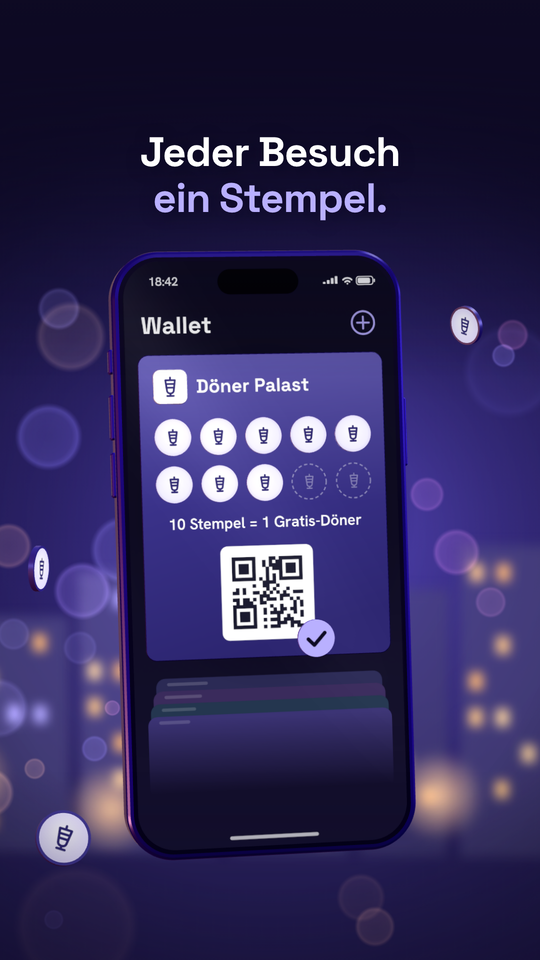 Jeder Besuch
ein Stempel.
18:42
Wallet
Döner Palast
10 Stempel = 1 Gratis-Döner